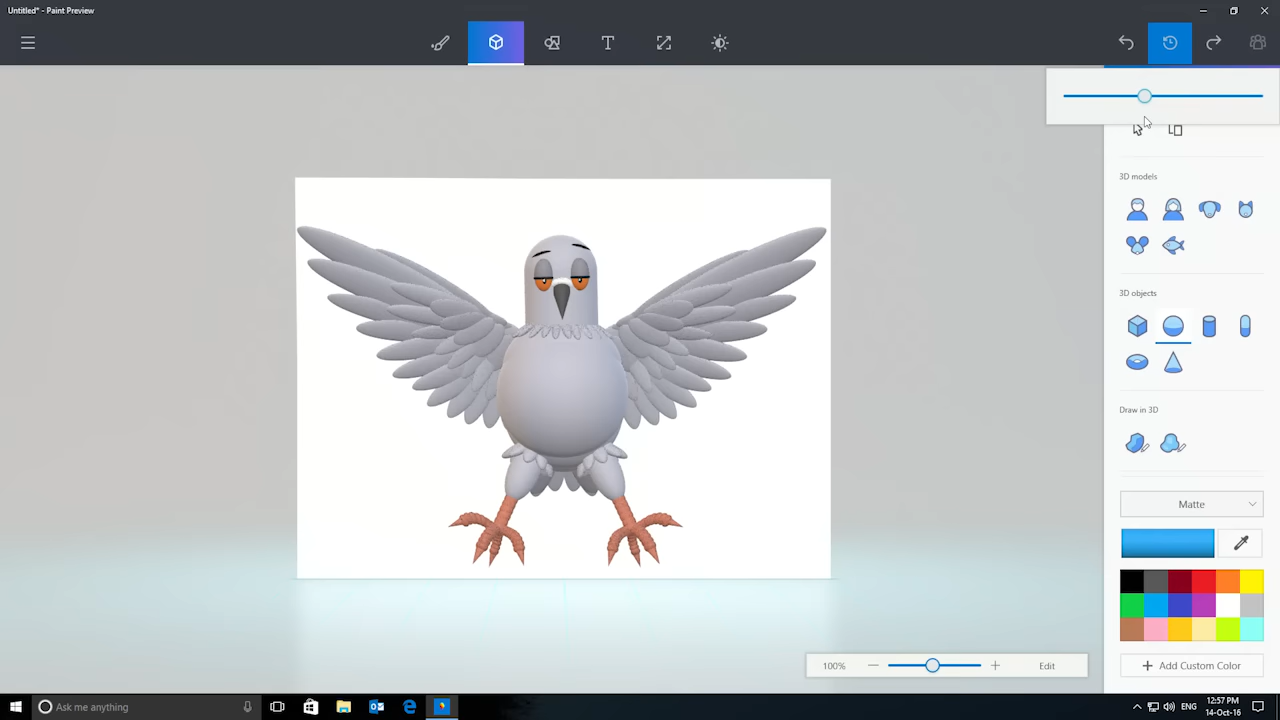 Untitled* - Paint Preview
3D models
3D objects
Draw in 3D
Matte
Add Custom Color
100%
Edit
Ask me anything
12:57 PM
14-Oct-16